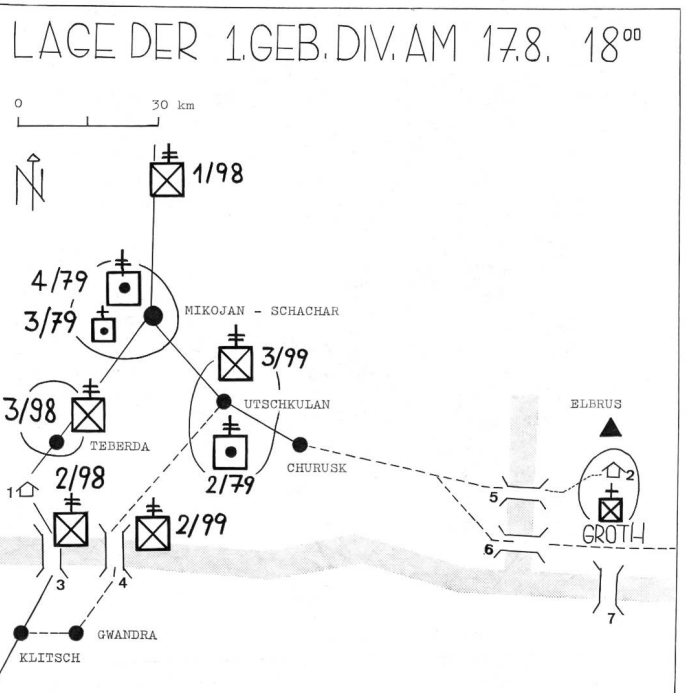 LAGE DER 1.GEB.DIV.AM 17.8. 18⁰⁰
0 30 km
N
1/98
4/79
3/79
MIKOJAN - SCHACHAR
3/99
3/98
UTSCHKULAN
ELBRUS
TEBERDA
CHURUSK
2/98
2/79
1
2
5
2/99
GROTH
6
3
4
7
GWANDRA
KLITSCH